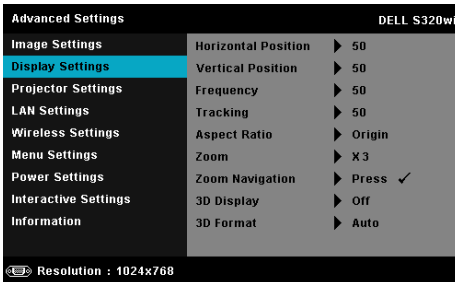 Advanced Settings DELL S320wi
Image Settings
Display Settings
Projector Settings
LAN Settings
Wireless Settings
Menu Settings
Power Settings
Interactive Settings
Information
Horizontal Position 50
Vertical Position 50
Frequency 50
Tracking 50
Aspect Ratio Origin
Zoom X3
Zoom Navigation Press ✓
3D Display Off
3D Format Auto
Resolution : 1024x768